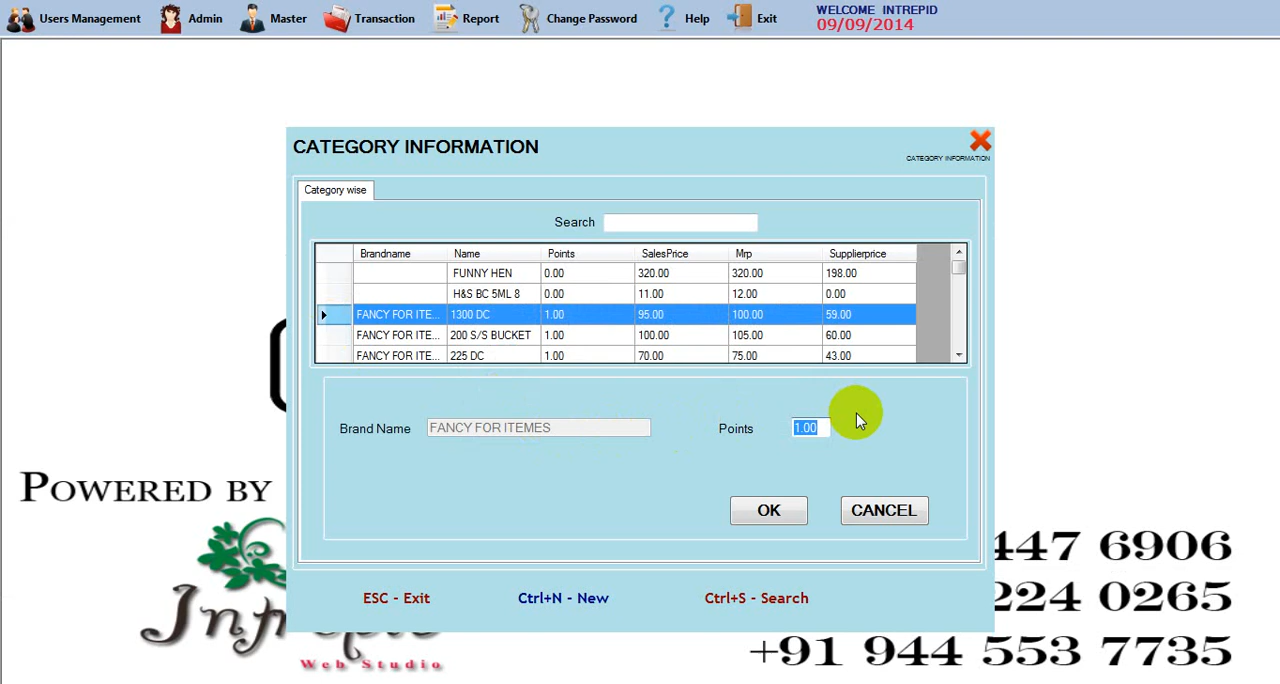 Users Management Admin Master Transaction Report Change Password Help Exit WELCOME INTREPID
09/09/2014
CATEGORY INFORMATION
CATEGORY INFORMATION
Category wise
Search
Brandname Name Points SalesPrice Mrp Supplierprice
FUNNY HEN 0.00 320.00 320.00 198.00
H&S BC 5ML 8 0.00 11.00 12.00 0.00
FANCY FOR ITE... 1300 DC 1.00 95.00 100.00 59.00
FANCY FOR ITE... 200 S/S BUCKET 1.00 100.00 105.00 60.00
FANCY FOR ITE... 225 DC 1.00 70.00 75.00 43.00
Brand Name FANCY FOR ITEMES Points 1.00
OK CANCEL
ESC - Exit Ctrl+N - New Ctrl+S - Search
POWERED BY
Web Studio
447 6906
224 0265
+91 944 553 7735